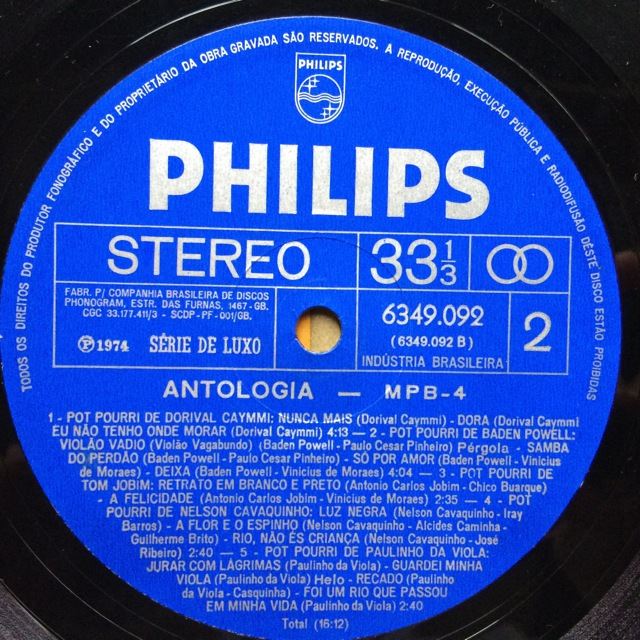 TODOS OS DIREITOS DO PRODUTOR FONOGRÁFICO E DO PROPRIETÁRIO DA OBRA GRAVADA SÃO RESERVADOS. A REPRODUÇÃO, EXECUÇÃO PÚBLICA E RADIODIFUSÃO DÊSTE DISCO ESTÃO PROIBIDAS
PHILIPS
PHILIPS
STEREO
33 1/3
FABR. P/ COMPANHIA BRASILEIRA DE DISCOS
PHONOGRAM, ESTR. DAS FURNAS, 1467-GB.
CGC 33.177.411/3 - SCDP-PF-001/GB.
℗ 1974 SÉRIE DE LUXO
6349.092
(6349.092 B)
INDÚSTRIA BRASILEIRA
2
ANTOLOGIA — MPB-4
1 - POT POURRI DE DORIVAL CAYMMI: NUNCA MAIS (Dorival Caymmi) - DORA (Dorival Caymmi
EU NÃO TENHO ONDE MORAR (Dorival Caymmi) 4:13 — 2 - POT POURRI DE BADEN POWELL:
VIOLÃO VADIO (Violão Vagabundo) (Baden Powell - Paulo Cesar Pinheiro) Pérgola - SAMBA
DO PERDÃO (Baden Powell - Paulo Cesar Pinheiro) - SÓ POR AMOR (Baden Powell - Vinicius
de Moraes) - DEIXA (Baden Powell - Vinicius de Moraes) 4:04 — 3 - POT POURRI DE
TOM JOBIM: RETRATO EM BRANCO E PRETO (Antonio Carlos Jobim - Chico Buarque)
- A FELICIDADE (Antonio Carlos Jobim - Vinicius de Moraes) 2:35 — 4 - POT
POURRI DE NELSON CAVAQUINHO: LUZ NEGRA (Nelson Cavaquinho - Iray
Barros) - A FLOR E O ESPINHO (Nelson Cavaquinho - Alcides Caminha-
Guilherme Brito) - RIO, NÃO ÉS CRIANÇA (Nelson Cavaquinho - José
Ribeiro) 2:40 — 5 - POT POURRI DE PAULINHO DA VIOLA:
JURAR COM LÁGRIMAS (Paulinho da Viola) - GUARDEI MINHA
VIOLA (Paulinho da Viola) Helo - RECADO (Paulinho
da Viola - Casquinha) - FOI UM RIO QUE PASSOU
EM MINHA VIDA (Paulinho da Viola) 2:40
Total (16:12)